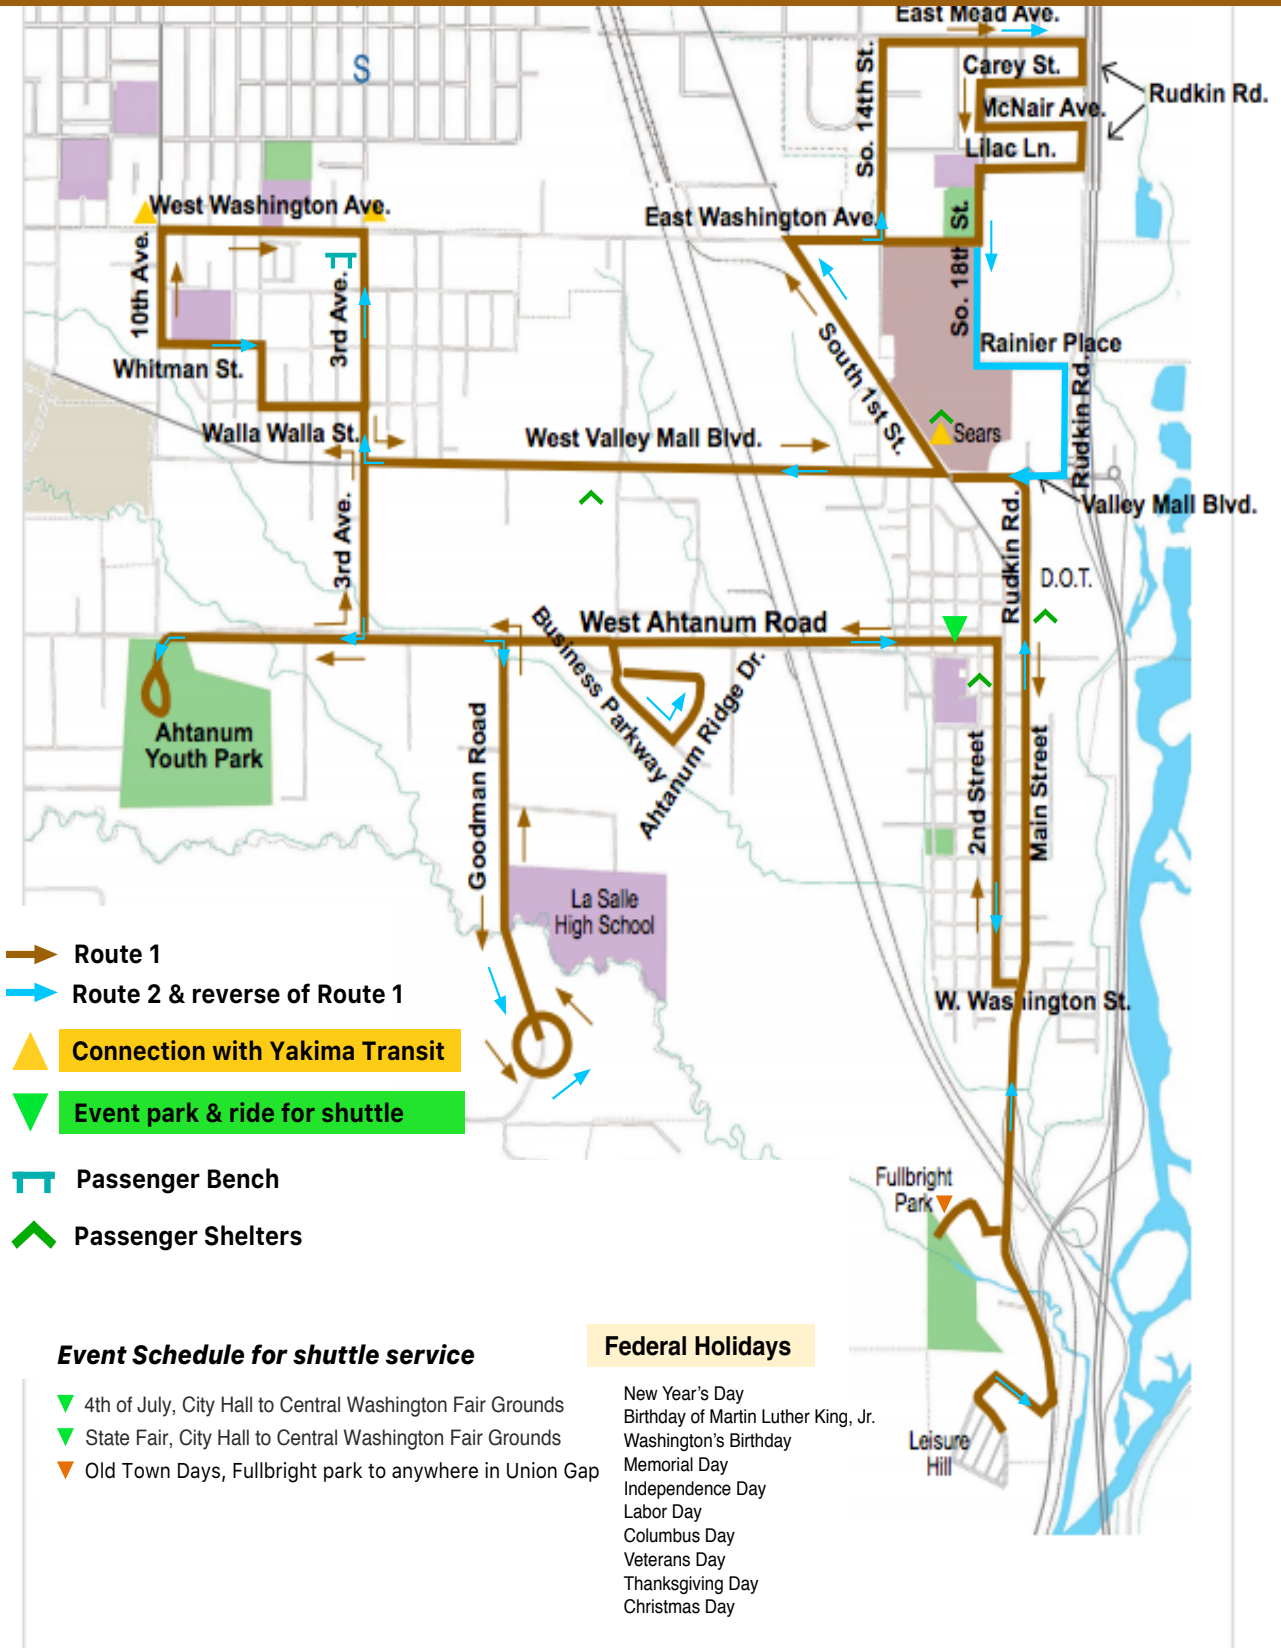 East Mead Ave.
S
Carey St.
Rudkin Rd.
So. 14th St.
McNair Ave.
Lilac Ln.
West Washington Ave.
East Washington Ave.
So. 18th St.
10th Ave.
3rd Ave.
Rainier Place
Whitman St.
South 1st St.
Rudkin Rd.
Walla Walla St.
West Valley Mall Blvd.
Sears
Valley Mall Blvd.
3rd Ave.
Rudkin Rd.
D.O.T.
West Ahtanum Road
Business Parkway
Ahtanum Ridge Dr.
Ahtanum
Youth Park
Goodman Road
2nd Street
Main Street
La Salle
High School
W. Washington St.
Route 1
Route 2 & reverse of Route 1
Connection with Yakima Transit
Event park & ride for shuttle
Passenger Bench
Passenger Shelters
Fullbright
Park
Leisure
Hill
Event Schedule for shuttle service
4th of July, City Hall to Central Washington Fair Grounds
State Fair, City Hall to Central Washington Fair Grounds
Old Town Days, Fullbright park to anywhere in Union Gap
Federal Holidays
New Year's Day
Birthday of Martin Luther King, Jr.
Washington's Birthday
Memorial Day
Independence Day
Labor Day
Columbus Day
Veterans Day
Thanksgiving Day
Christmas Day